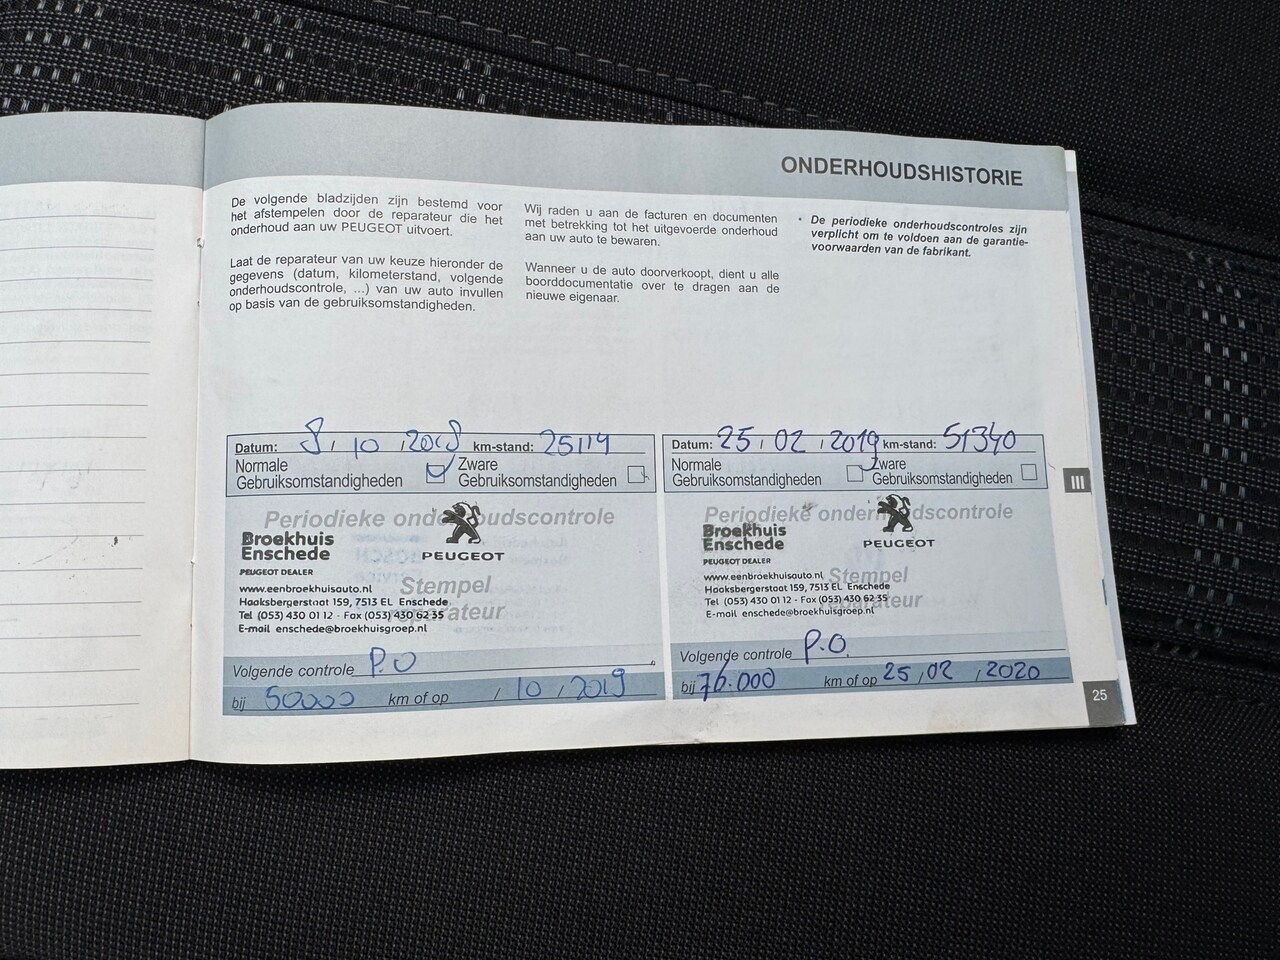 ONDERHOUDSHISTORIE
De volgende bladzijden zijn bestemd voor
het afstempelen door de reparateur die het
onderhoud aan uw PEUGEOT uitvoert.
Laat de reparateur van uw keuze hieronder de
gegevens (datum, kilometerstand, volgende
onderhoudscontrole, ...) van uw auto invullen
op basis van de gebruiksomstandigheden.
Wij raden u aan de facturen en documenten
met betrekking tot het uitgevoerde onderhoud
aan uw auto te bewaren.
Wanneer u de auto doorverkoopt, dient u alle
boorddocumentatie over te dragen aan de
nieuwe eigenaar.
* De periodieke onderhoudscontroles zijn
verplicht om te voldoen aan de garantie-
voorwaarden van de fabrikant.
Datum: 8 / 10 / 2018 km-stand: 25119
Normale Zware
Gebruiksomstandigheden Gebruiksomstandigheden
Periodieke onderhoudscontrole
Broekhuis
Enschede
PEUGEOT
PEUGEOT DEALER
Stempel
www.eenbroekhuisauto.nl
Haaksbergerstaat 159, 7513 EL Enschede
reparateur
Tel (053) 430 01 12 - Fax (053) 430 62 35
E-mail enschede@broekhuisgroep.nl
Volgende controle P.O
bij 50000 km of op / 10 / 2019
Datum: 25 / 02 / 2019 km-stand: 51340
Normale Zware
Gebruiksomstandigheden Gebruiksomstandigheden
Periodieke onderhoudscontrole
Broekhuis
Enschede
PEUGEOT
PEUGEOT DEALER
www.eenbroekhuisauto.nl
Stempel
Haaksbergerstaat 159, 7513 EL Enschede
Tel (053) 430 01 12 - Fax (053) 430 62 35
reparateur
E-mail enschede@broekhuisgroep.nl
Volgende controle P.O.
bij 76.000 km of op 25 / 02 / 2020
III
25